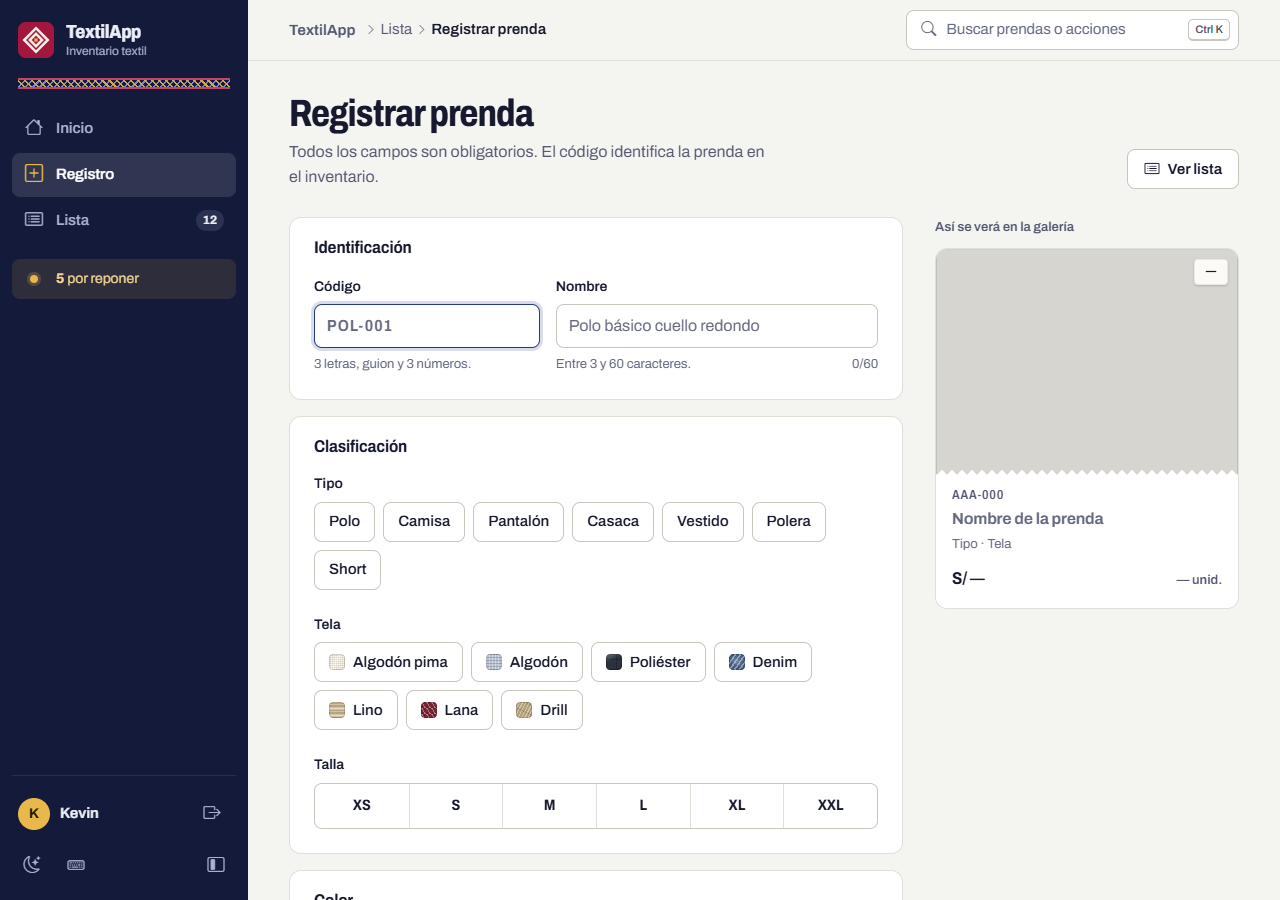 TextilApp
Inventario textil
Inicio
Registro
Lista 12
5 por reponer
Kevin
K
TextilApp > Lista > Registrar prenda
Buscar prendas o acciones Ctrl K
Registrar prenda
Todos los campos son obligatorios. El código identifica la prenda en
el inventario.
Ver lista
Identificación
Código
POL-001
3 letras, guion y 3 números.
Nombre
Polo básico cuello redondo
Entre 3 y 60 caracteres. 0/60
Clasificación
Tipo
Polo Camisa Pantalón Casaca Vestido Polera
Short
Tela
Algodón pima Algodón Poliéster Denim
Lino Lana Drill
Talla
XS S M L XL XXL
Color
Así se verá en la galería
—
AAA-000
Nombre de la prenda
Tipo · Tela
S/ — — unid.